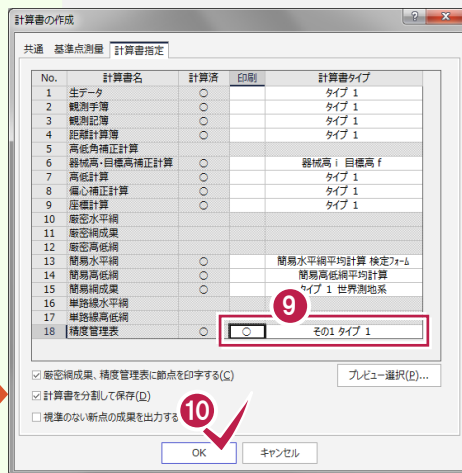 計算書の作成
共通 基準点測量 計算書指定
No. 計算書名 計算済 印刷 計算書タイプ
1 生データ ○ タイプ 1
2 観測手簿 ○ タイプ 1
3 観測記簿 ○ タイプ 1
4 距離計算簿 ○ タイプ 1
5 高低角補正計算
6 器械高・目標高補正計算 ○ 器械高 i 目標高 f
7 高低計算 ○ タイプ 1
8 偏心補正計算 ○ タイプ 1
9 座標計算 ○ タイプ 1
10 厳密水平網
11 厳密網成果
12 厳密高低網
13 簡易水平網 ○ 簡易水平網平均計算 検定フォーム
14 簡易高低網 ○ 簡易高低網平均計算
15 簡易網成果 ○ タイプ 1 世界測地系
16 単路線水平網
17 単路線高低網
9
18 精度管理表 ○ ○ その1 タイプ 1
厳密網成果、精度管理表に節点を印字する(C) プレビュー選択(P)...
計算書を分割して保存(D)
視準のない新点の成果を出力する
10
OK キャンセル